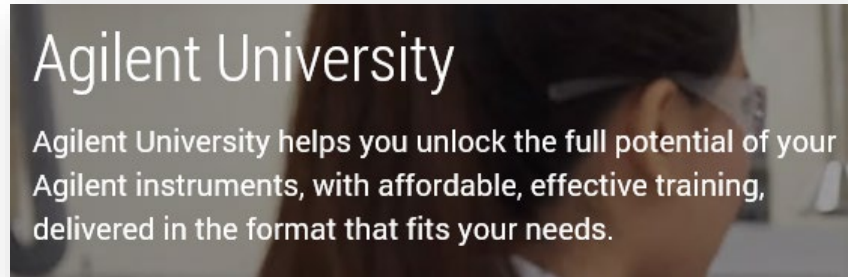 Agilent University
Agilent University helps you unlock the full potential of your
Agilent instruments, with affordable, effective training,
delivered in the format that fits your needs.